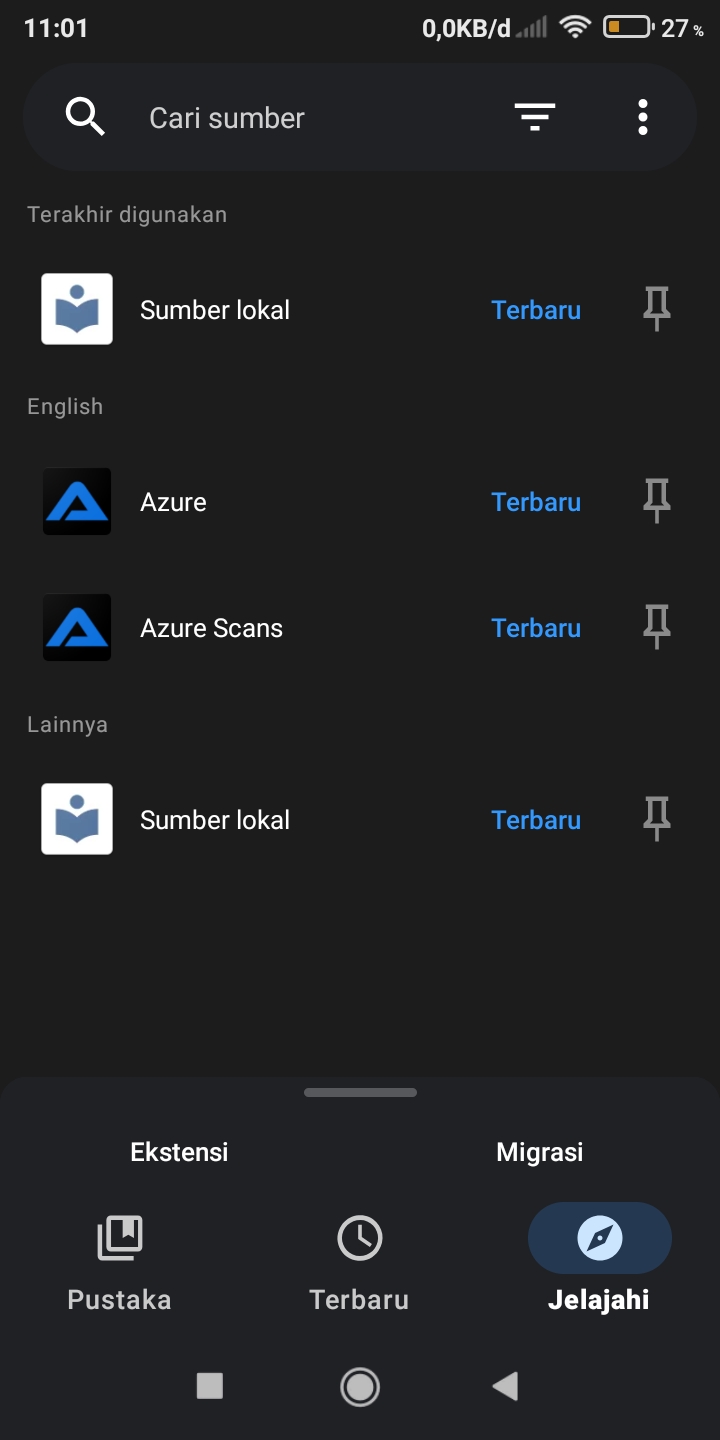 11:01
0,0KB/d
27 %
Cari sumber
Terakhir digunakan
Sumber lokal Terbaru
English
Azure Terbaru
Azure Scans Terbaru
Lainnya
Sumber lokal Terbaru
Ekstensi Migrasi
Pustaka Terbaru Jelajahi